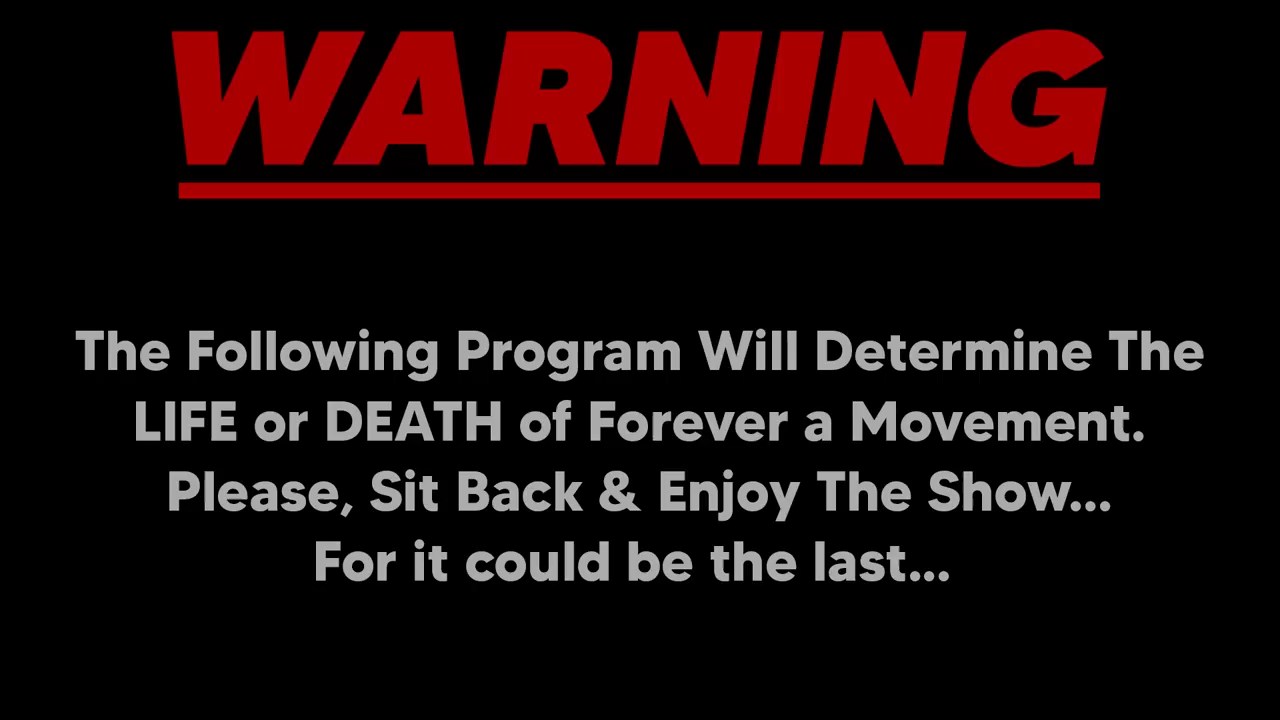 WARNING
The Following Program Will Determine The
LIFE or DEATH of Forever a Movement.
Please, Sit Back & Enjoy The Show...
For it could be the last...